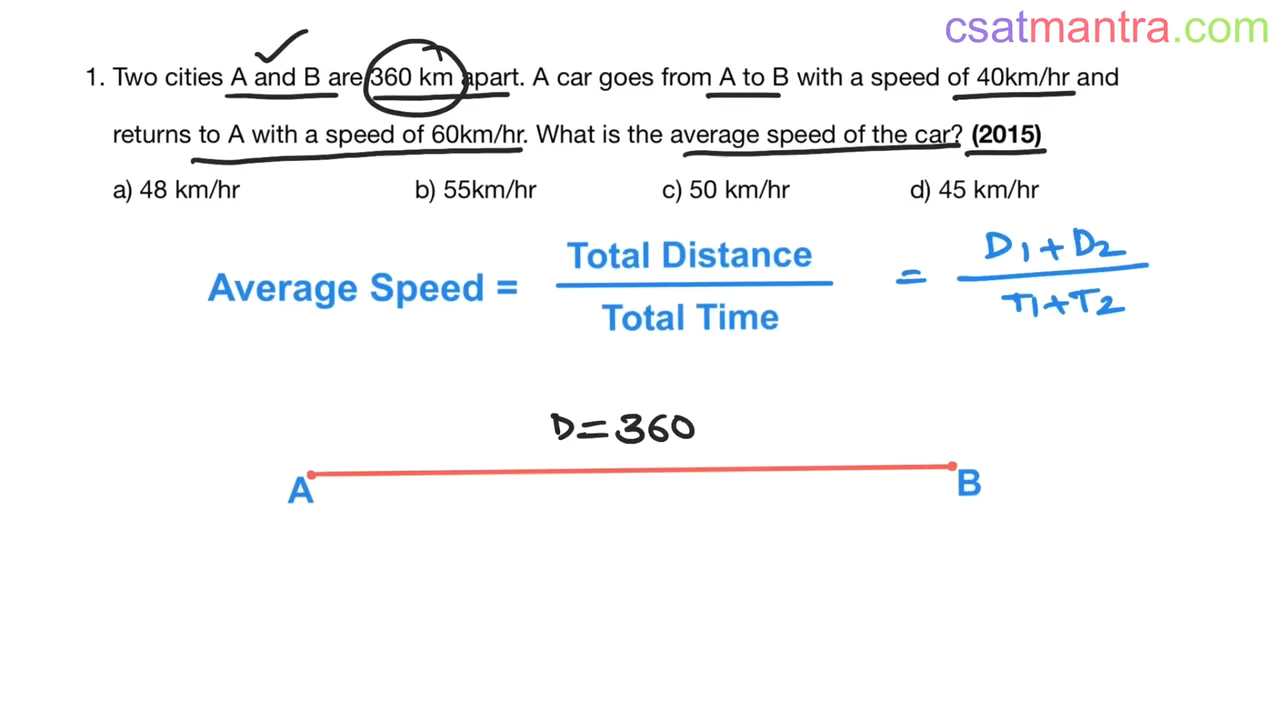 csatmantra.com
1. Two cities A and B are 360 km apart. A car goes from A to B with a speed of 40km/hr and
returns to A with a speed of 60km/hr. What is the average speed of the car? (2015)
a) 48 km/hr b) 55km/hr c) 50 km/hr d) 45 km/hr
Average Speed = Total Distance / Total Time = D1+D2 / T1+T2
D=360
A B